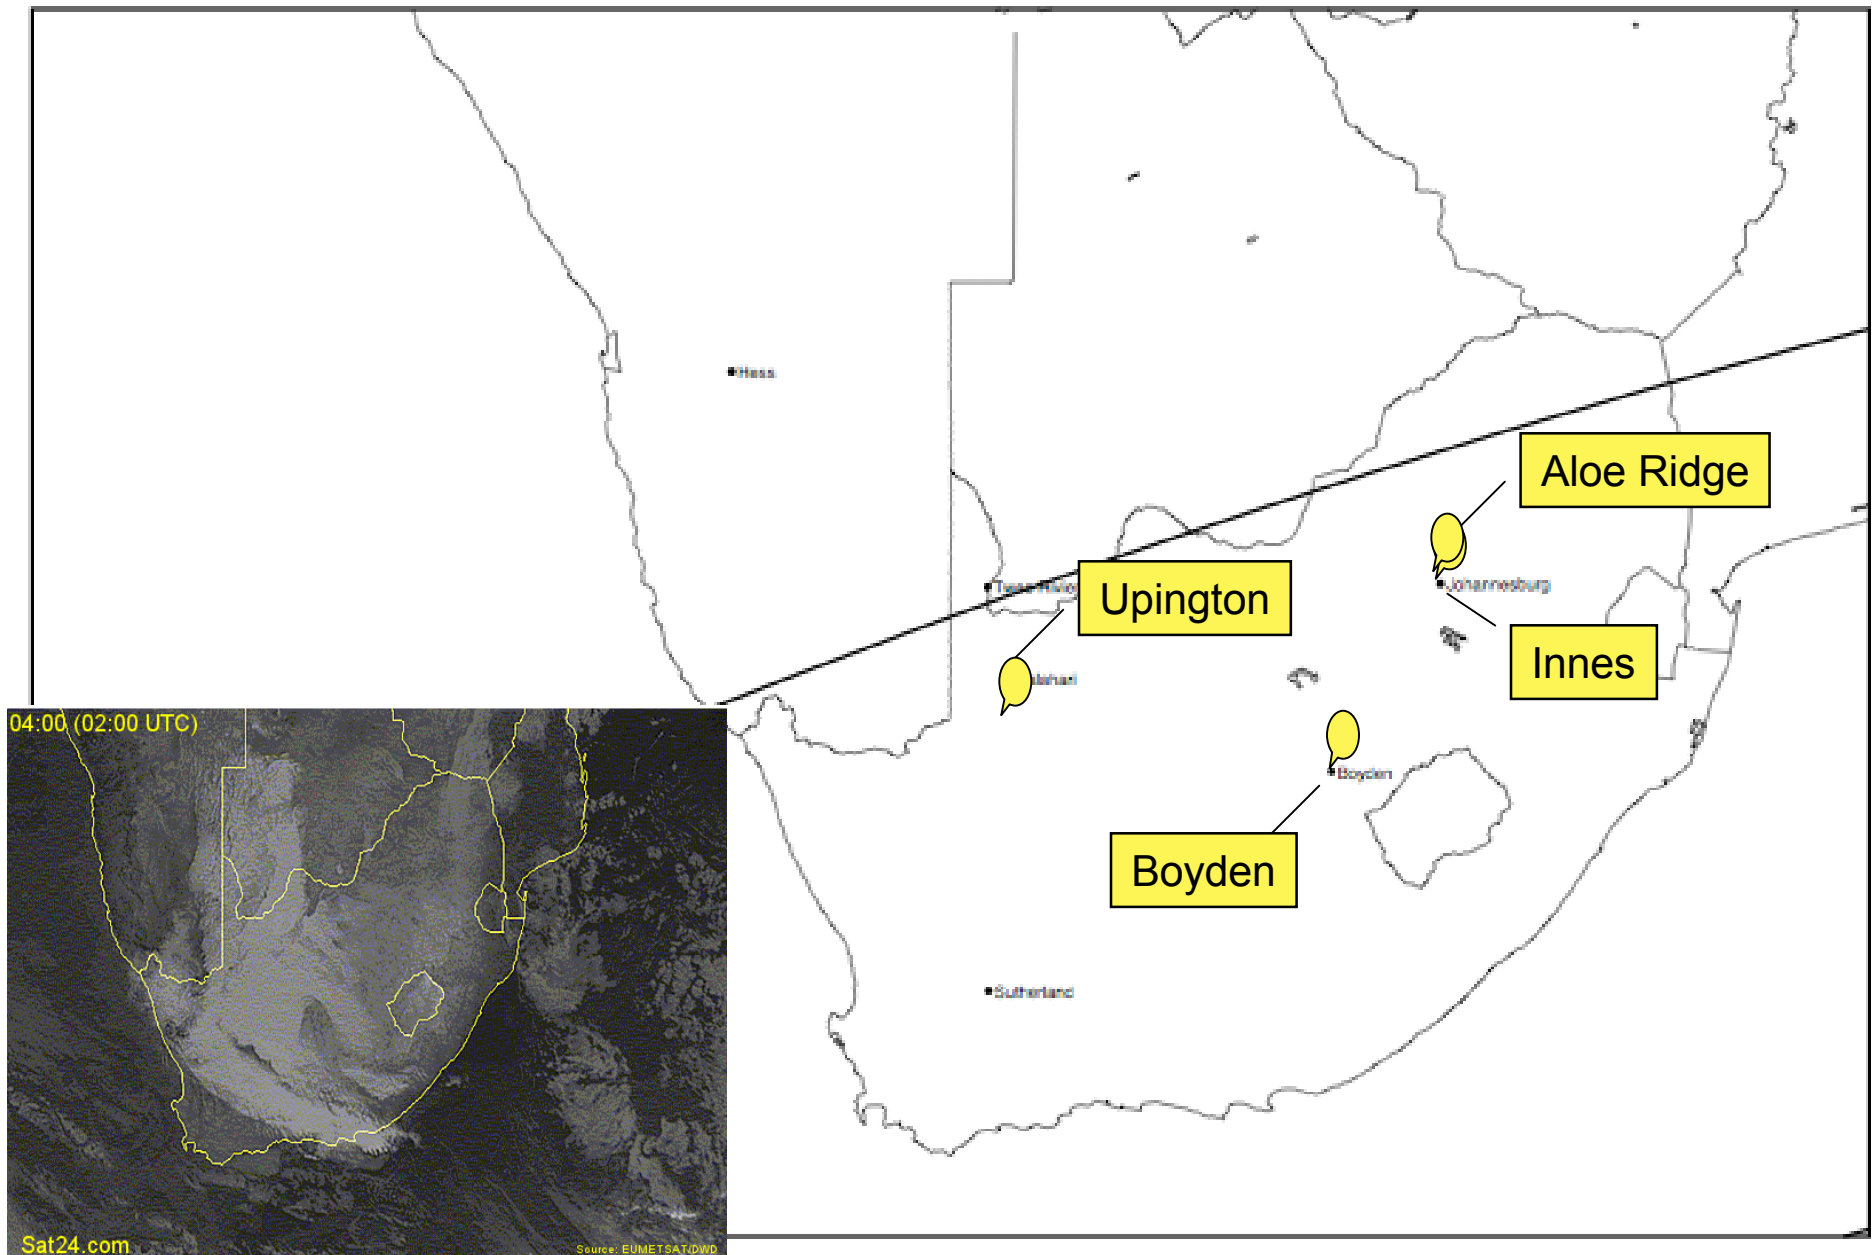 Hess
Aloe Ridge
Johannesburg
Upington
Innes
Boyden
Boyden
Sutherland
04:00 (02:00 UTC)
Sat24.com
Source: EUMETSAT/DWD